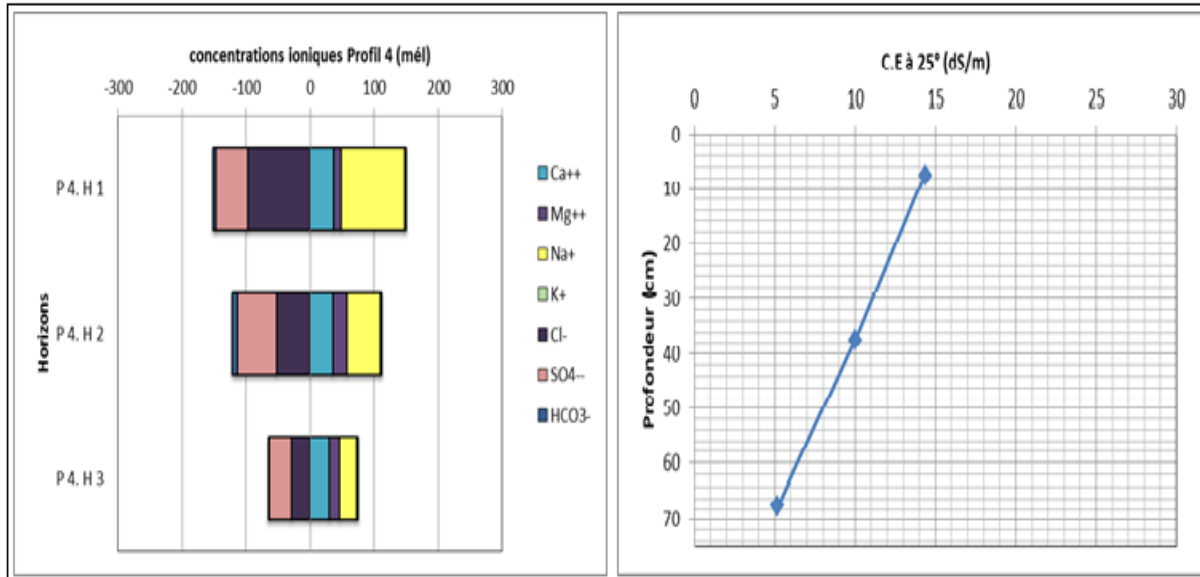 concentrations ioniques Profil 4 (mél)
-300 -200 -100 0 100 200 300
P 4. H 1
P 4. H 2
P 4. H 3
Horizons
Ca++
Mg++
Na+
K+
Cl-
SO4--
HCO3-
C.E à 25° (dS/m)
0 5 10 15 20 25 30
0
10
20
30
40
50
60
70
Profondeur (cm)